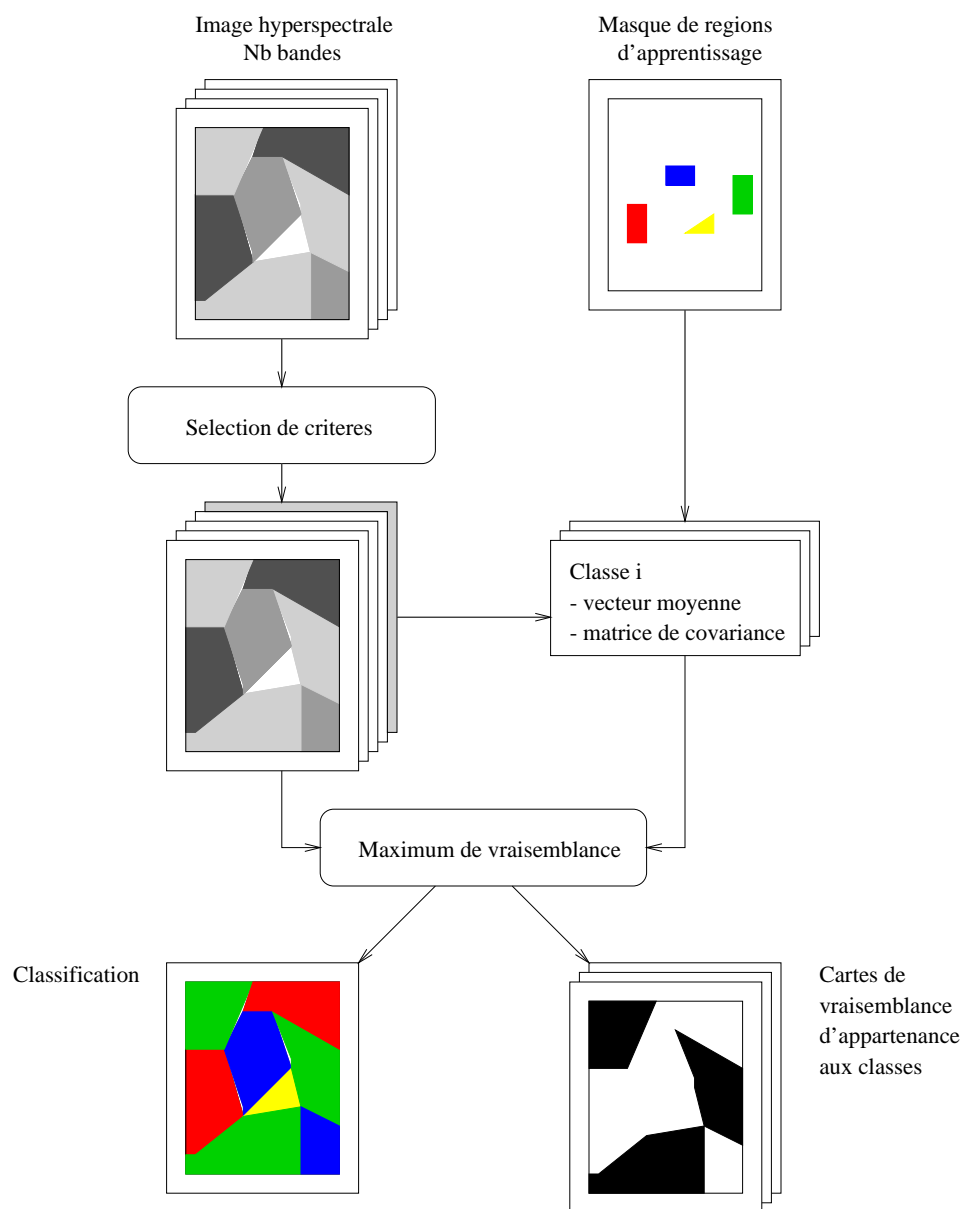 Image hyperspectrale
Nb bandes
Masque de regions
d’apprentissage
Selection de criteres
Classe i
- vecteur moyenne
- matrice de covariance
Maximum de vraisemblance
Classification
Cartes de
vraisemblance
d’appartenance
aux classes